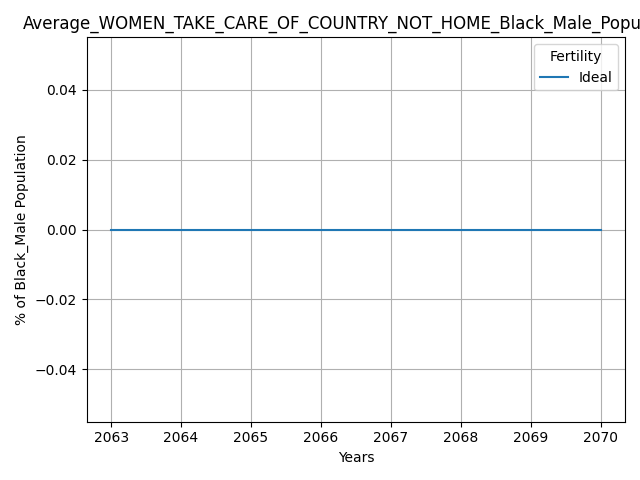 Average_WOMEN_TAKE_CARE_OF_COUNTRY_NOT_HOME_Black_Male_Popu
Fertility
Ideal
0.04
0.02
0.00
−0.02
−0.04
% of Black_Male Population
2063 2064 2065 2066 2067 2068 2069 2070
Years